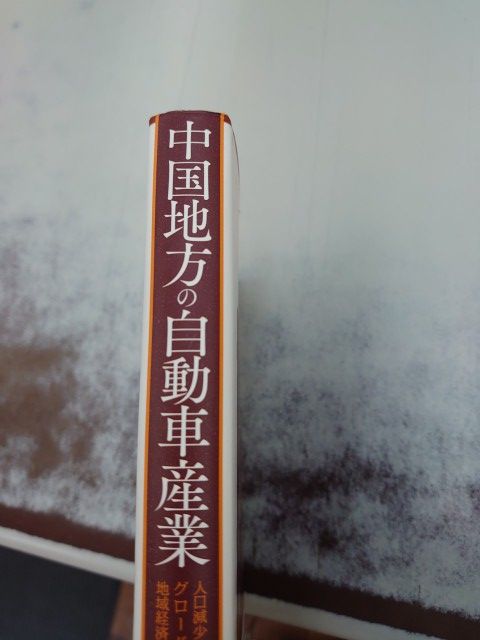 中国地方の自動車産業
人口減少
グロー
地域経済